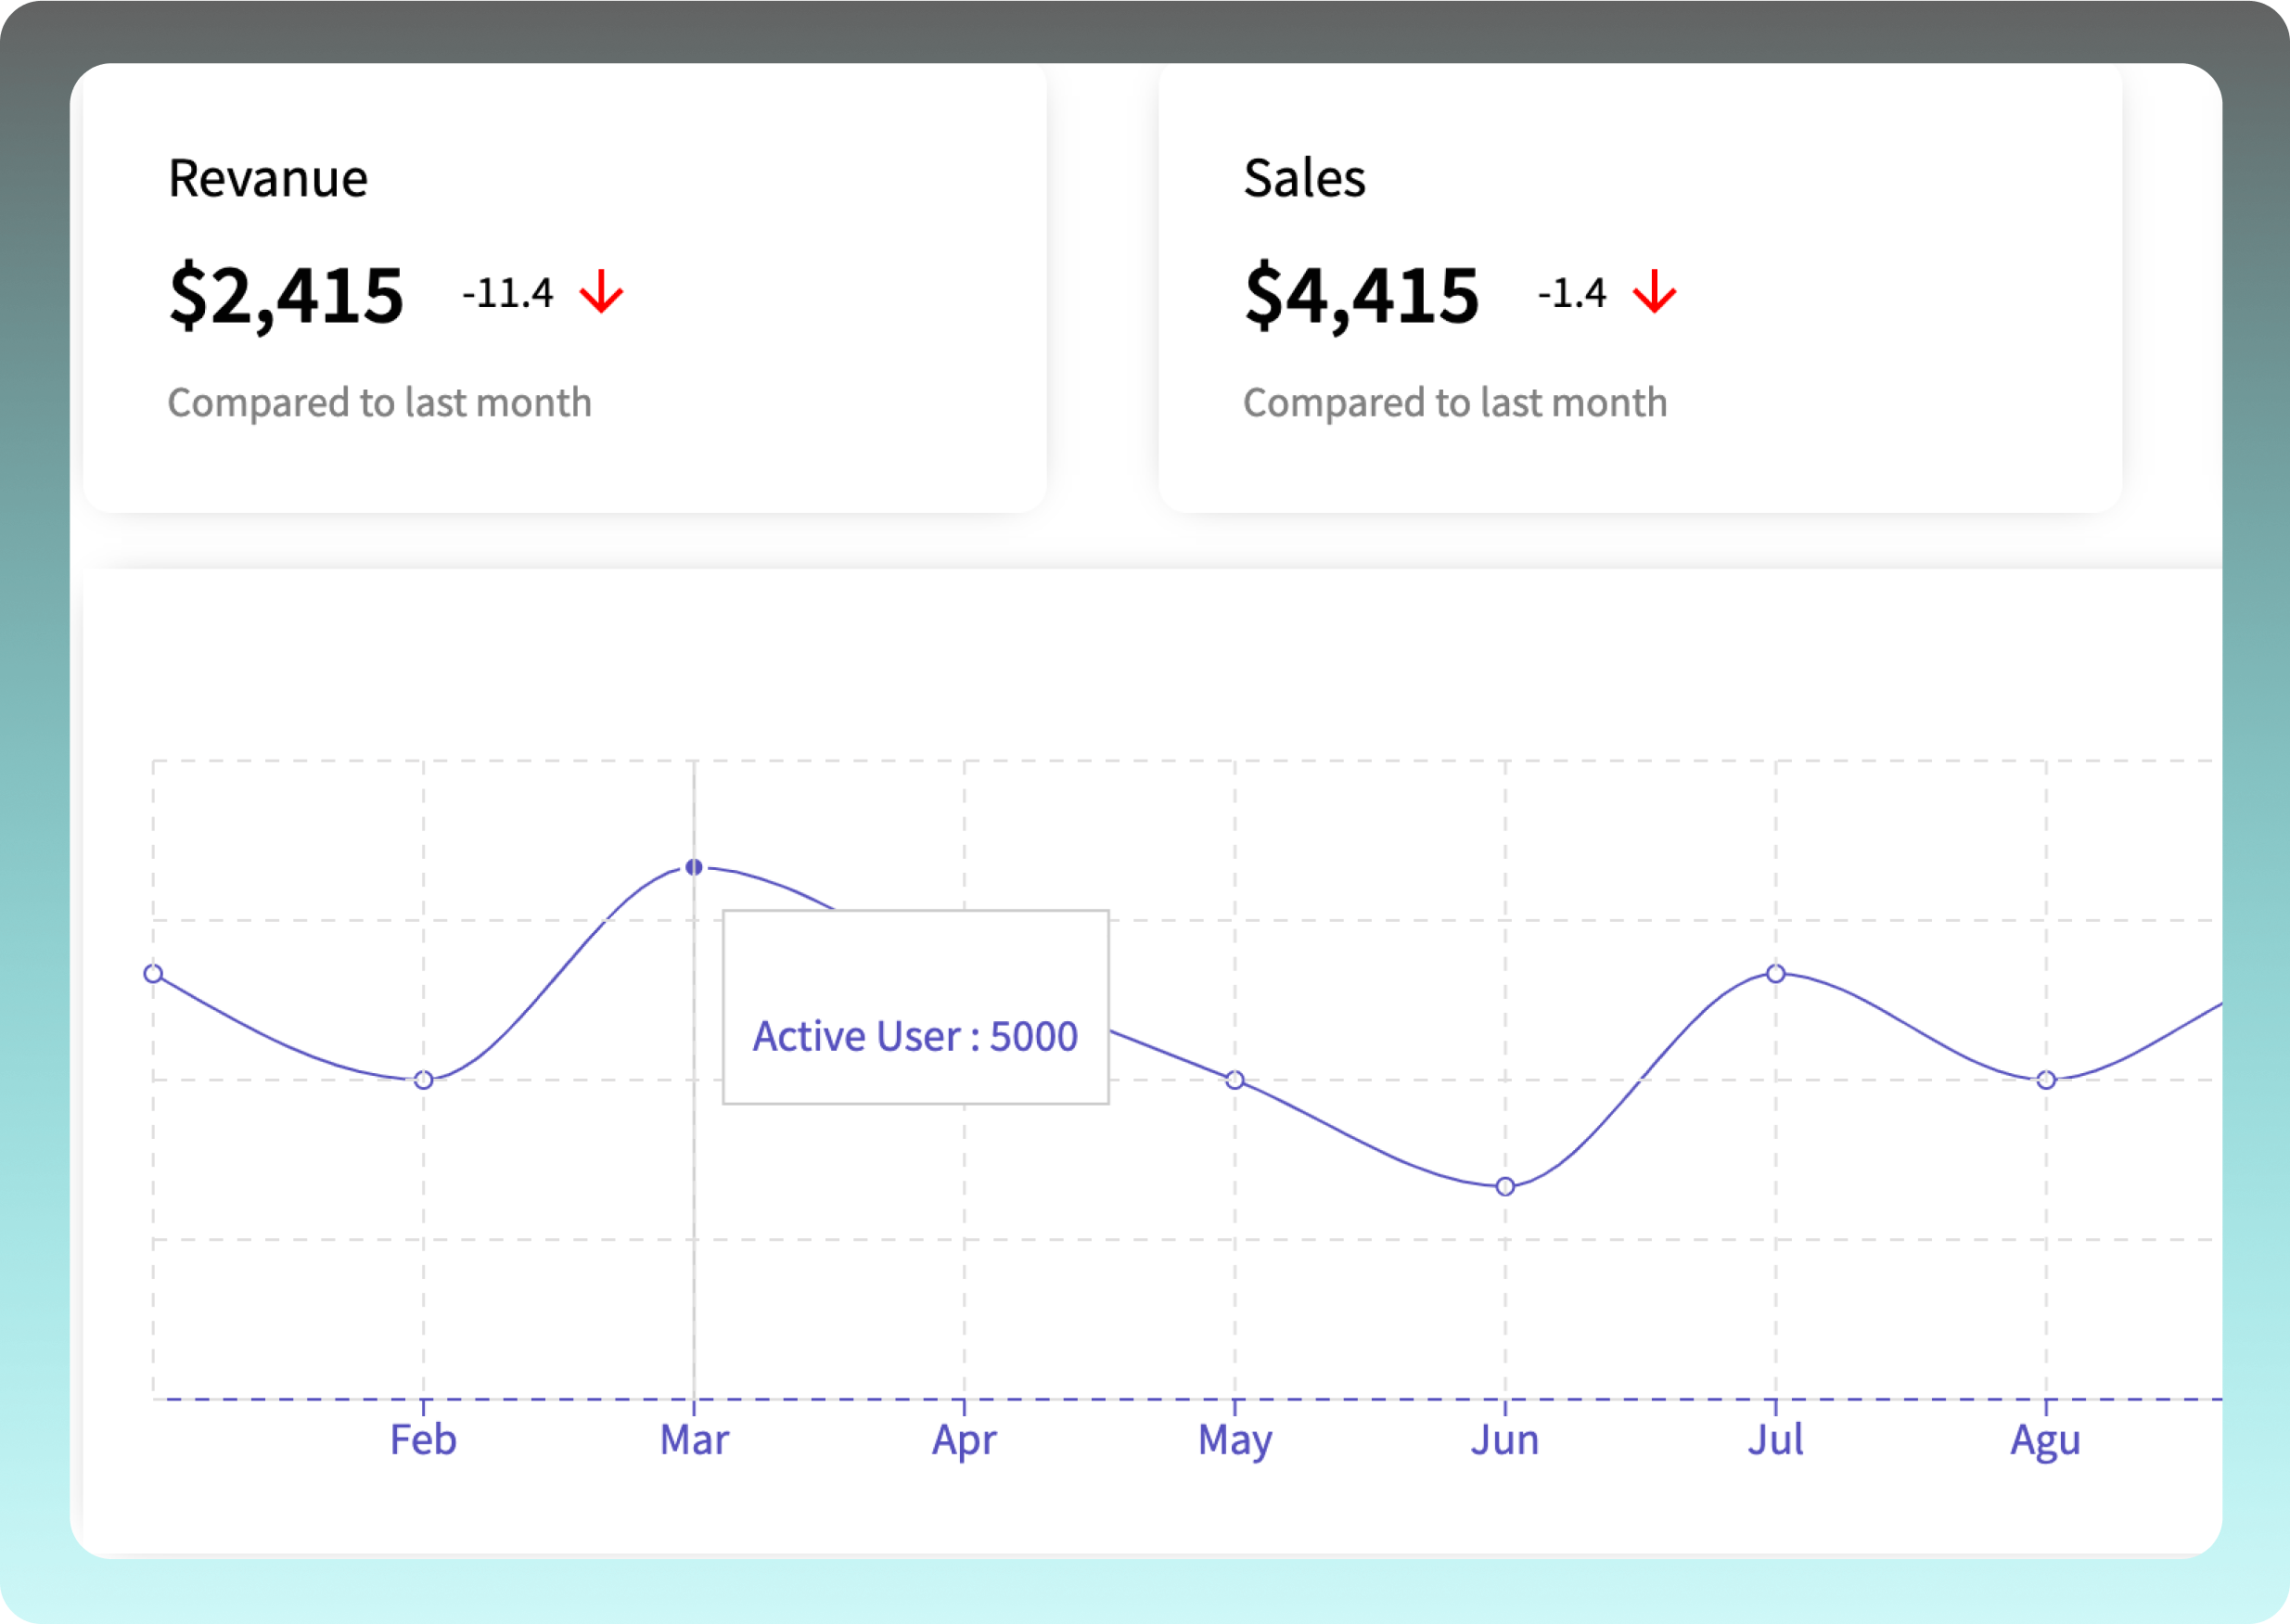 Revanue
$2,415 -11.4
Compared to last month
Sales
$4,415 -1.4
Compared to last month
Active User : 5000
Feb Mar Apr May Jun Jul Agu